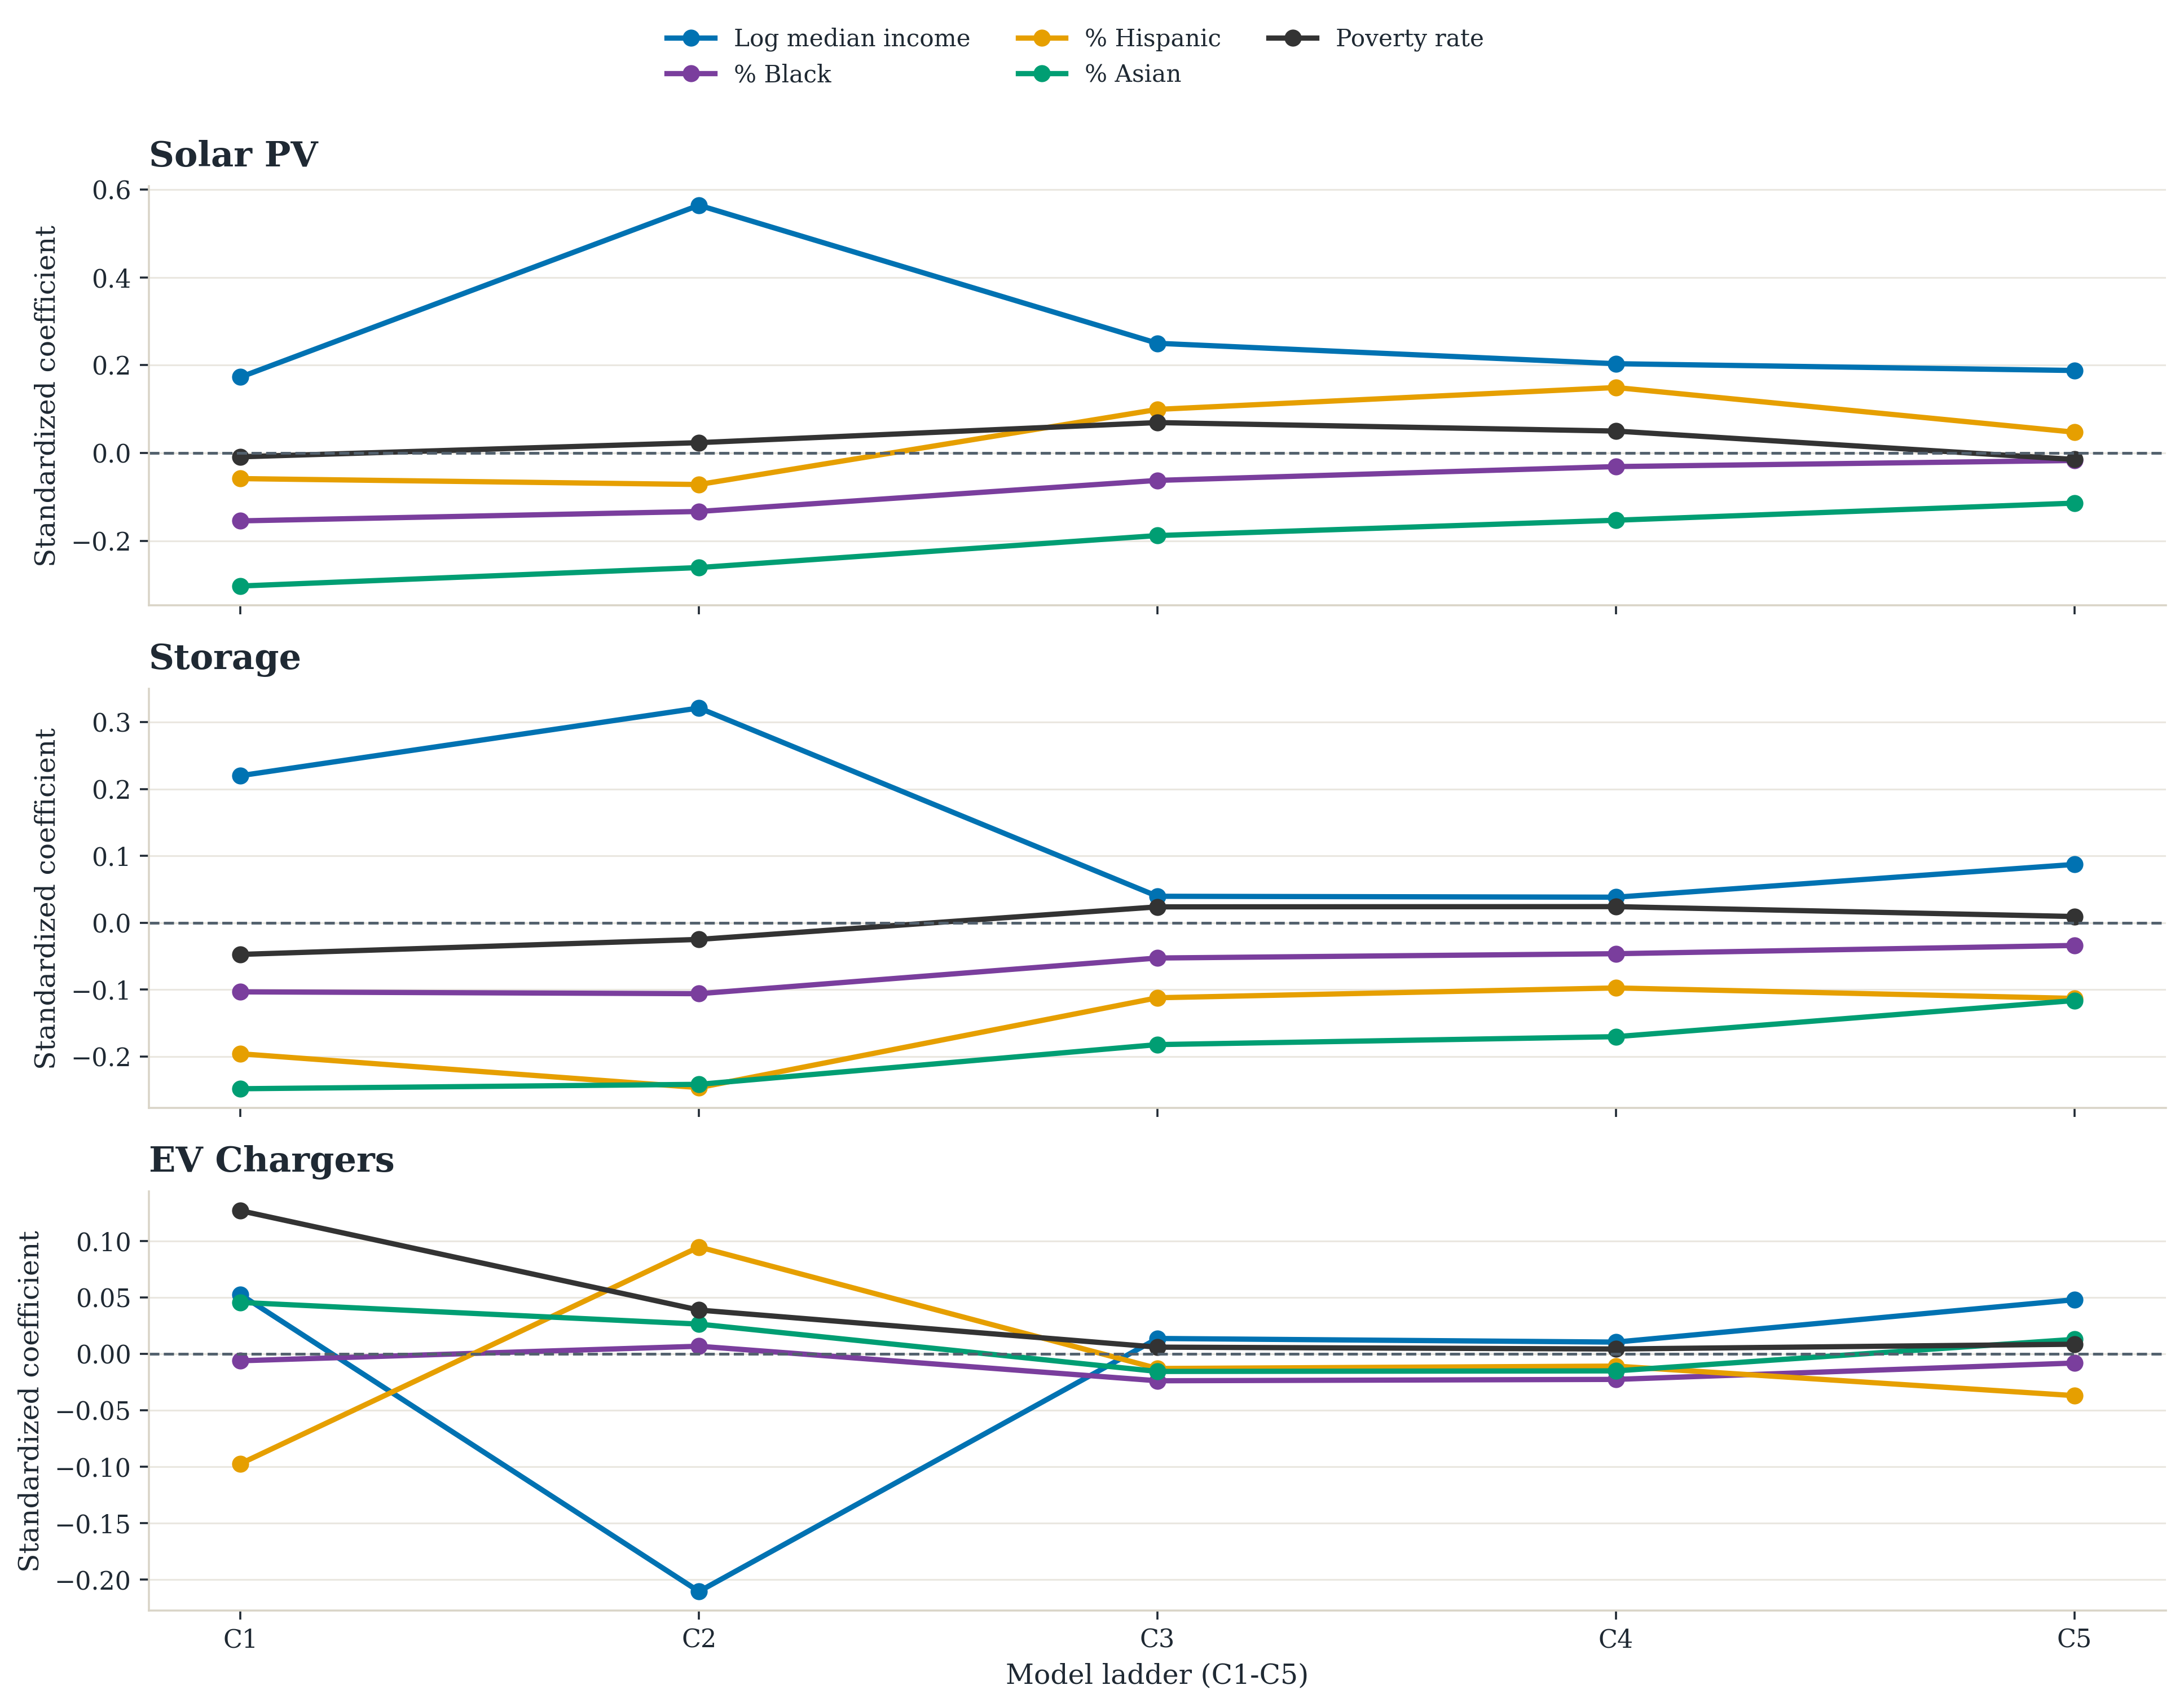 Log median income
% Black
% Hispanic
% Asian
Poverty rate
Solar PV
Standardized coefficient
0.6
0.4
0.2
0.0
−0.2
Storage
Standardized coefficient
0.3
0.2
0.1
0.0
−0.1
−0.2
EV Chargers
Standardized coefficient
0.10
0.05
0.00
−0.05
−0.10
−0.15
−0.20
C1 C2 C3 C4 C5
Model ladder (C1-C5)